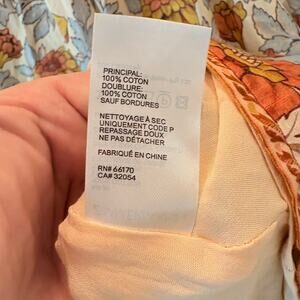 PRINCIPAL:
100% COTON
DOUBLURE:
100% COTON
SAUF BORDURES
NETTOYAGE À SEC
UNIQUEMENT CODE P
REPASSAGE DOUX
NE PAS DÉTACHER
FABRIQUÉ EN CHINE
RN# 66170
CA# 32054